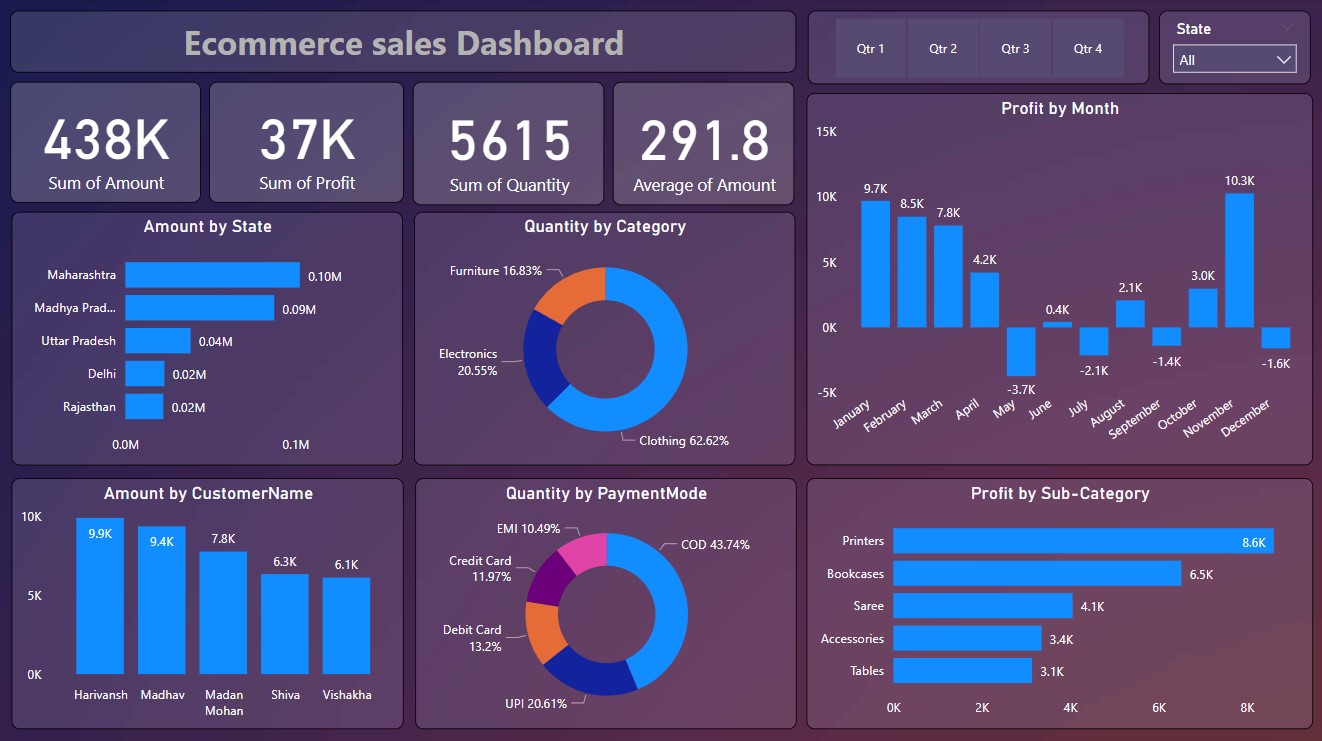 Ecommerce sales Dashboard
Qtr 1
Qtr 2
Qtr 3
Qtr 4
State
All
438K
Sum of Amount
37K
Sum of Profit
5615
Sum of Quantity
291.8
Average of Amount
Amount by State
Maharashtra
0.10M
Madhya Prad...
0.09M
Uttar Pradesh
0.04M
Delhi
0.02M
Rajasthan
0.02M
0.0M
0.1M
Quantity by Category
Furniture 16.83%
Electronics
20.55%
Clothing 62.62%
Profit by Month
15K
10K
5K
0K
-5K
9.7K
8.5K
7.8K
4.2K
-3.7K
0.4K
-2.1K
2.1K
-1.4K
3.0K
10.3K
-1.6K
January
February
March
April
May
June
July
August
September
October
November
December
Amount by CustomerName
10K
5K
0K
9.9K
9.4K
7.8K
6.3K
6.1K
Harivansh
Madhav
Madan
Mohan
Shiva
Vishakha
Quantity by PaymentMode
EMI 10.49%
COD 43.74%
Credit Card
11.97%
Debit Card
13.2%
UPI 20.61%
Profit by Sub-Category
Printers
8.6K
Bookcases
6.5K
Saree
4.1K
Accessories
3.4K
Tables
3.1K
0K
2K
4K
6K
8K